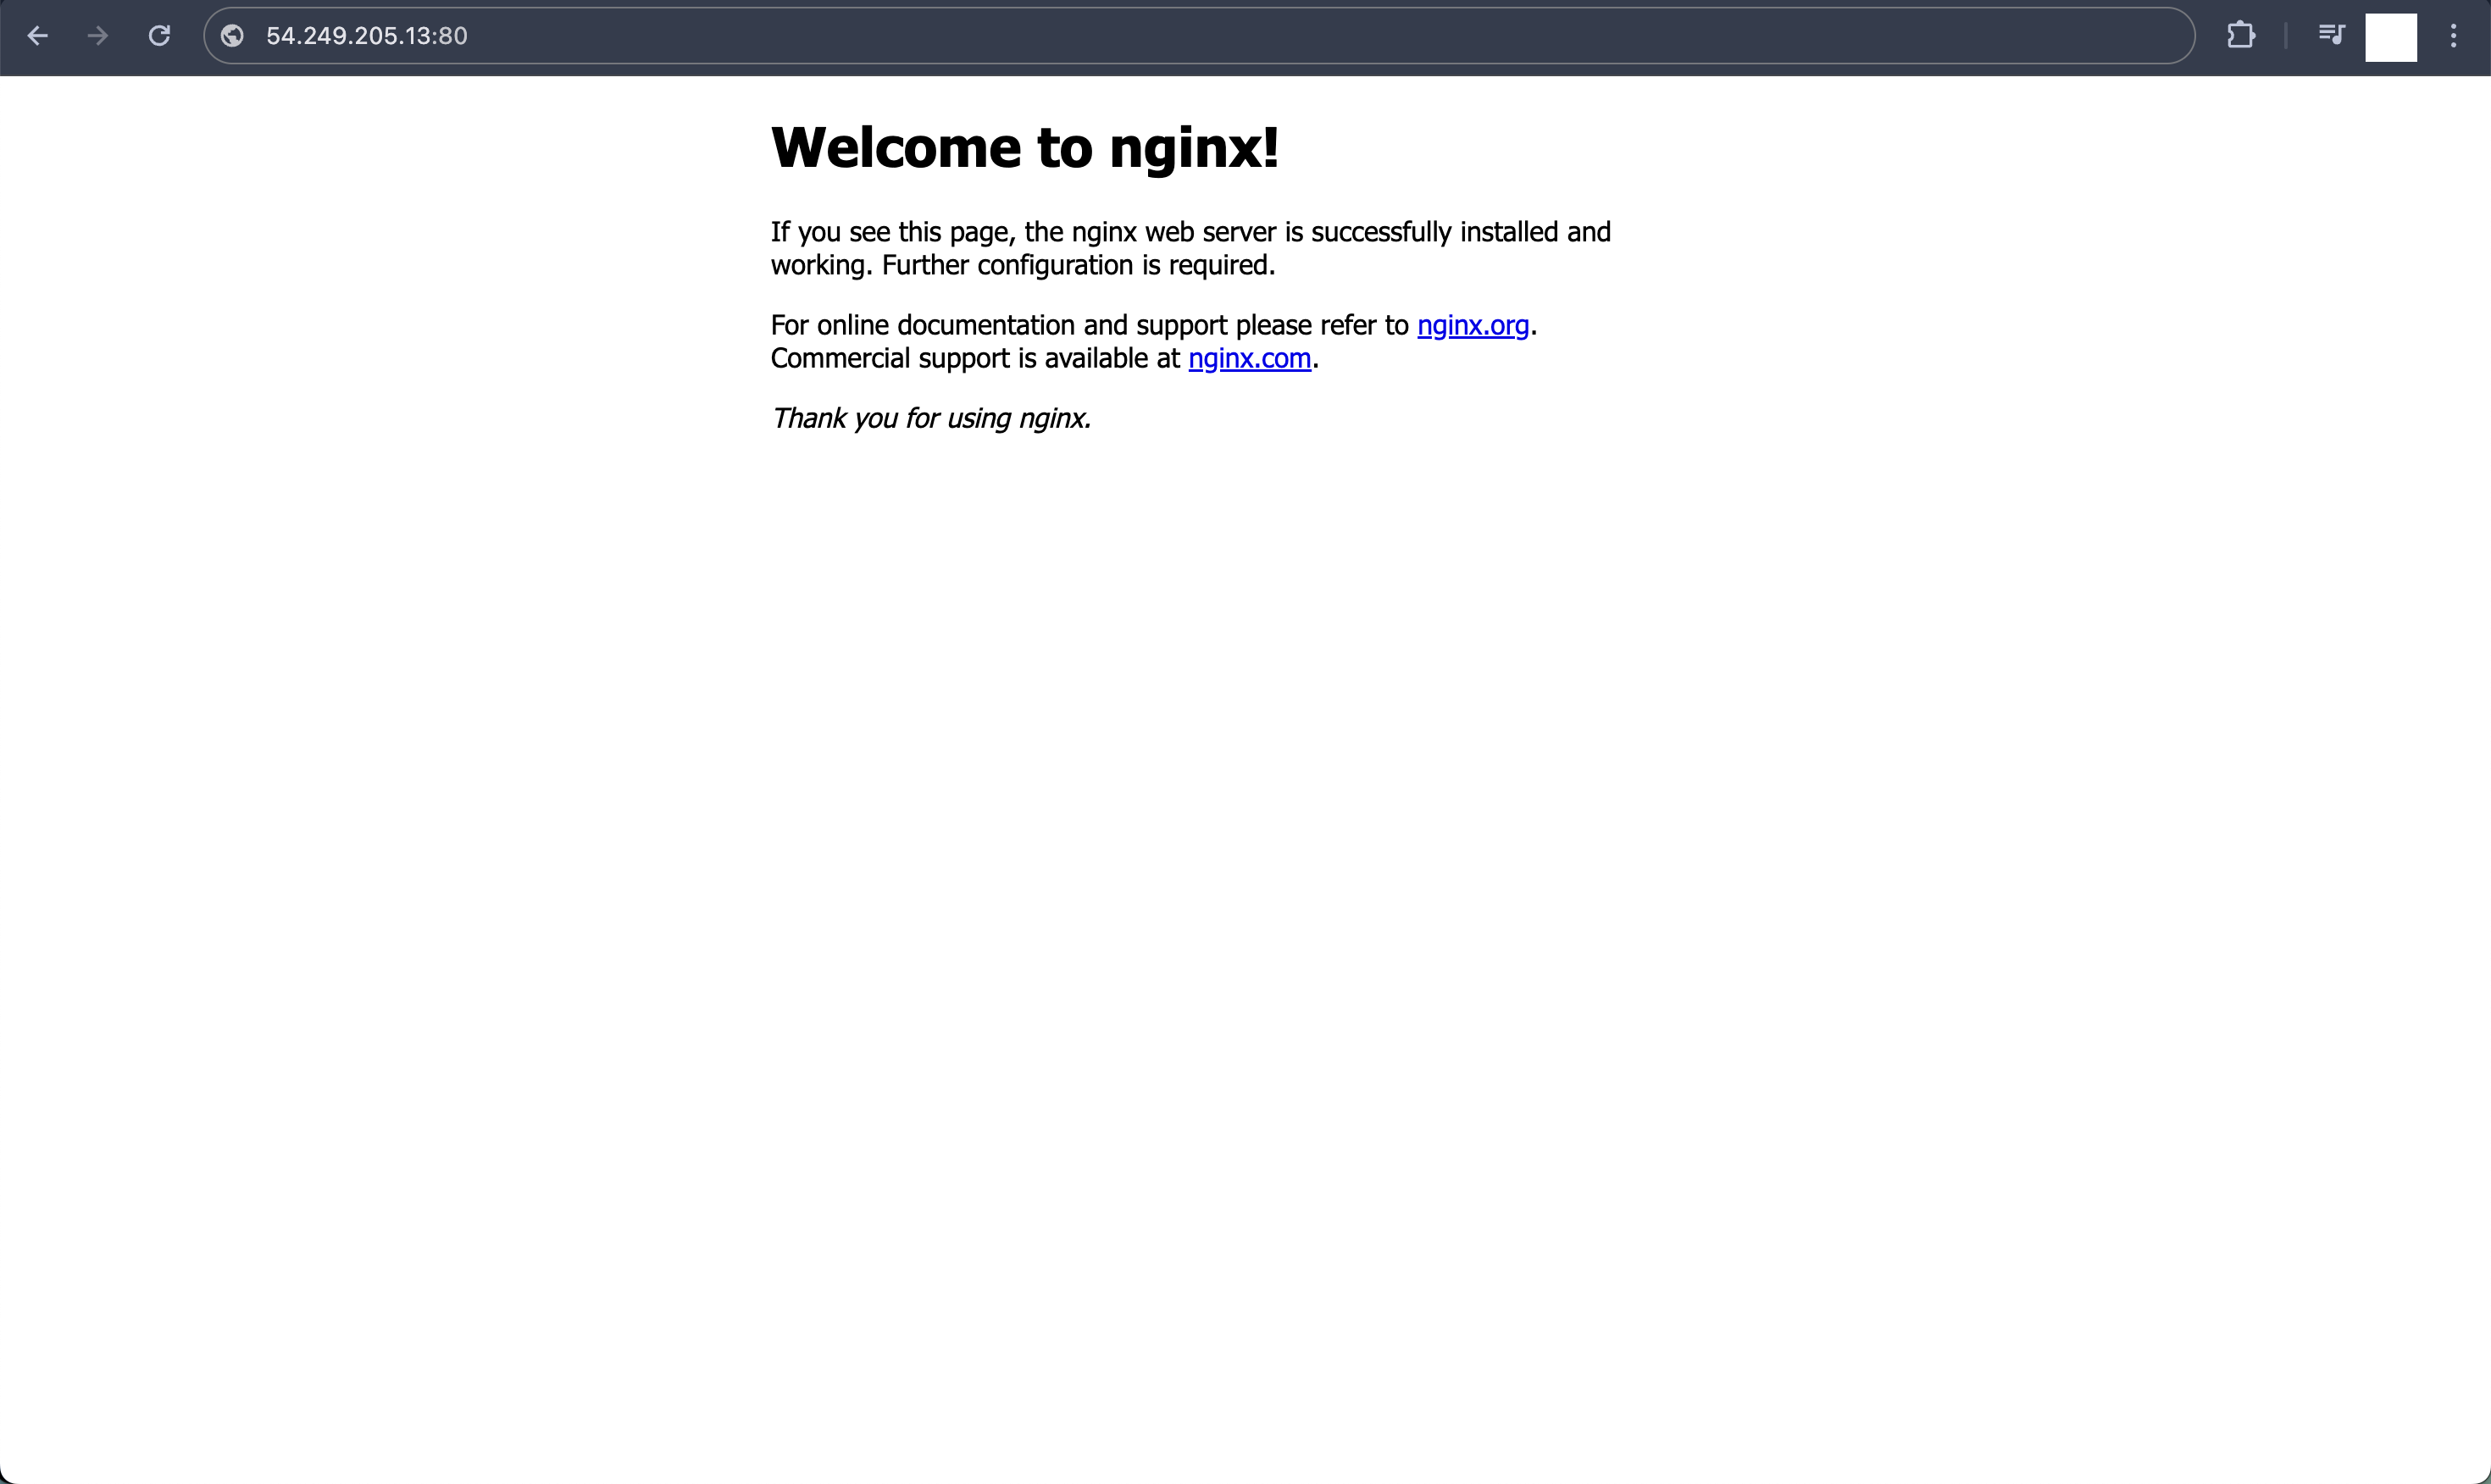 54.249.205.13:80
Welcome to nginx!
If you see this page, the nginx web server is successfully installed and
working. Further configuration is required.
For online documentation and support please refer to nginx.org.
Commercial support is available at nginx.com.
Thank you for using nginx.